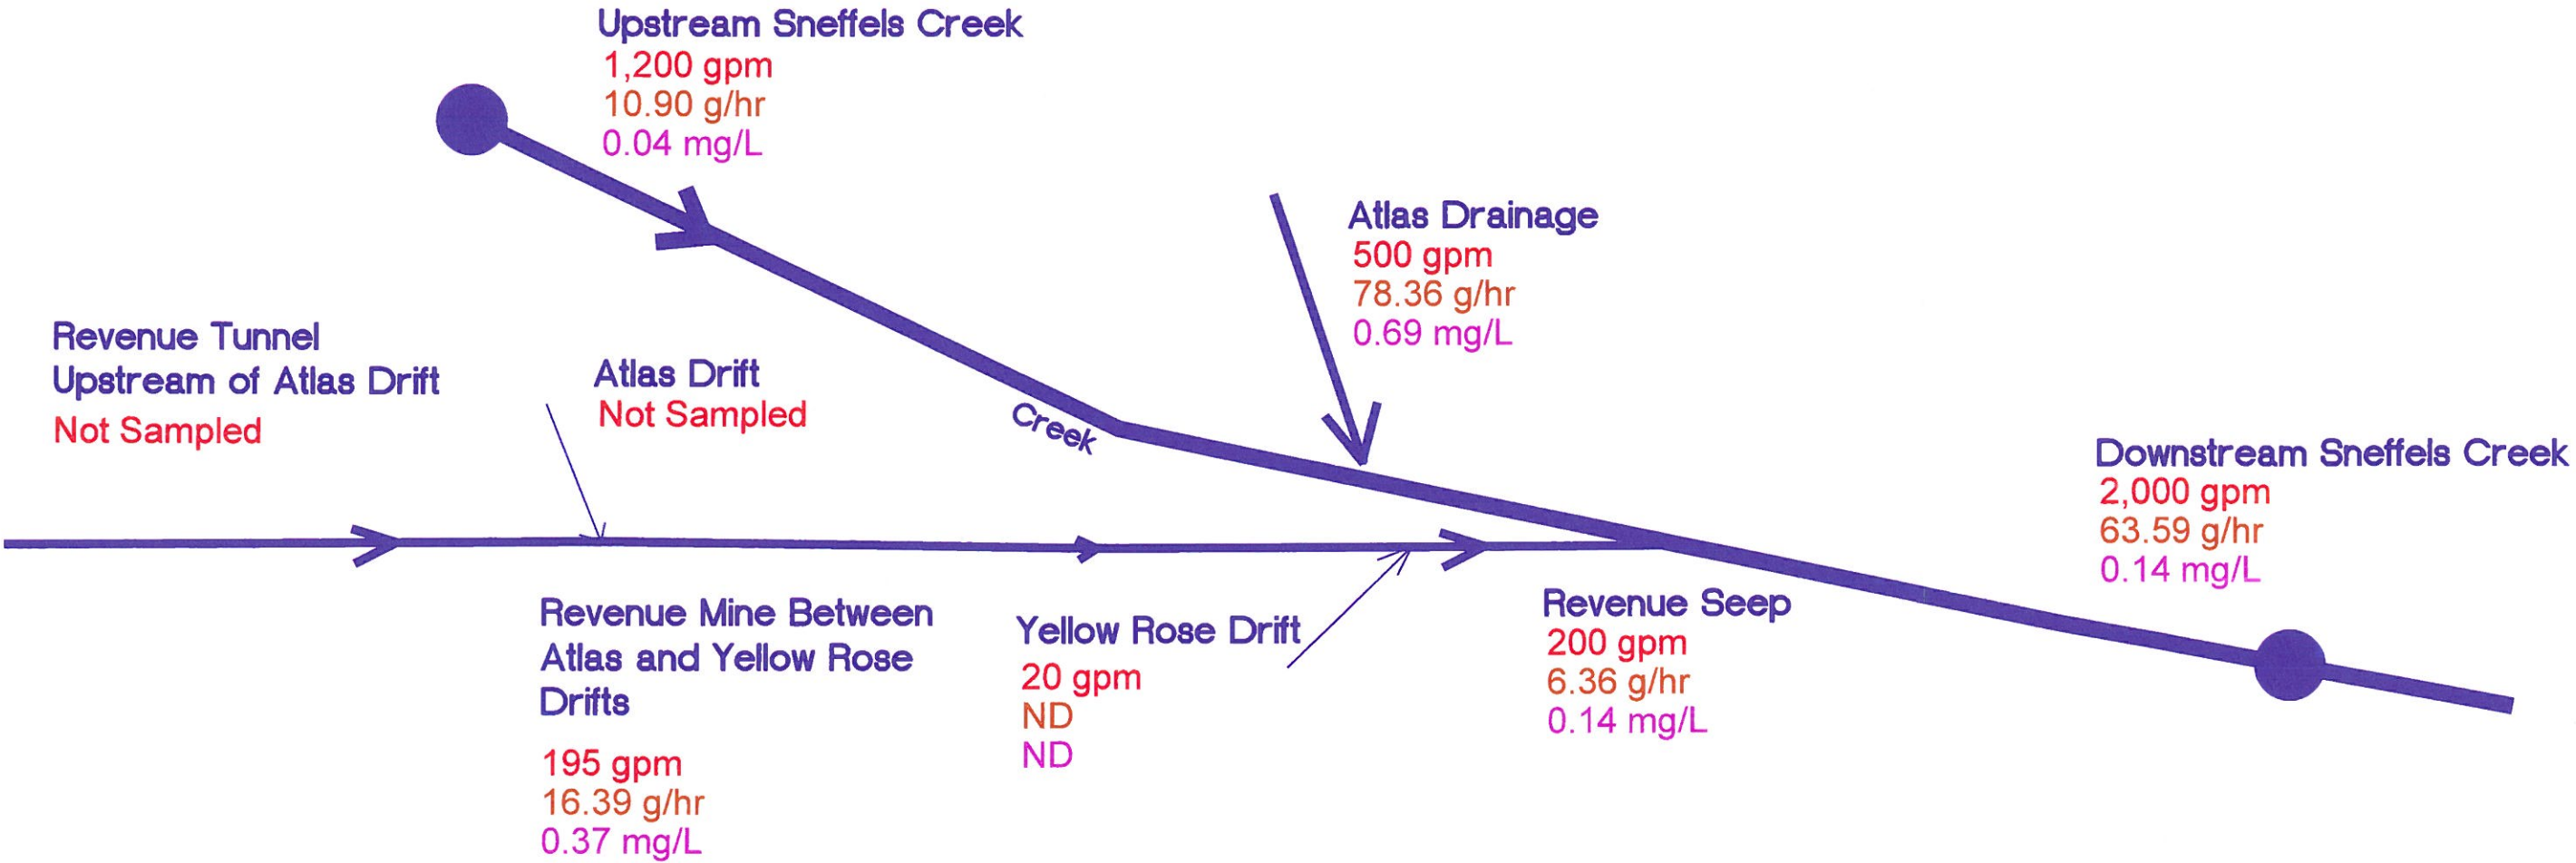 Upstream Sneffels Creek
1,200 gpm
10.90 g/hr
0.04 mg/L
Atlas Drainage
500 gpm
78.36 g/hr
0.69 mg/L
Revenue Tunnel
Upstream of Atlas Drift
Not Sampled
Atlas Drift
Not Sampled
Creek
Downstream Sneffels Creek
2,000 gpm
63.59 g/hr
0.14 mg/L
Revenue Mine Between
Atlas and Yellow Rose
Drifts
195 gpm
16.39 g/hr
0.37 mg/L
Yellow Rose Drift
20 gpm
ND
ND
Revenue Seep
200 gpm
6.36 g/hr
0.14 mg/L